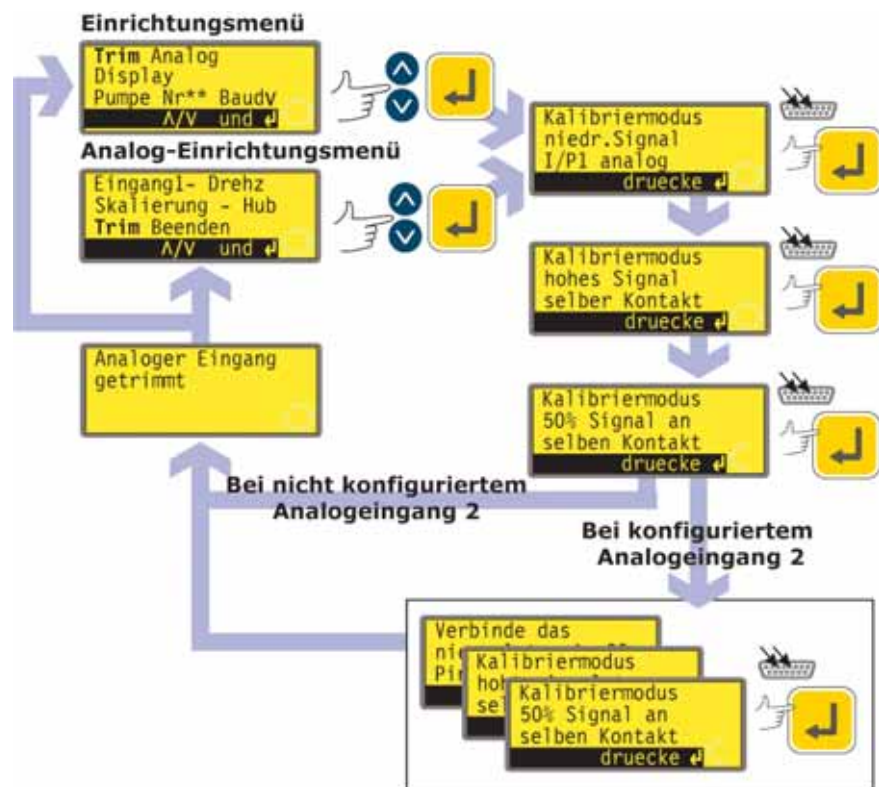 Einrichtungsmenü
Trim Analog
Display
Pumpe Nr** Baud∨
∧/∨ und ↲
Analog-Einrichtungsmenü
Eingang1- Drehz
Skalierung - Hub
Trim Beenden
∧/∨ und ↲
Analoger Eingang
getrimmt
Kalibriermodus
niedr.Signal
I/P1 analog
druecke ↲
Kalibriermodus
hohes Signal
selber Kontakt
druecke ↲
Kalibriermodus
50% Signal an
selben Kontakt
druecke ↲
Bei nicht konfiguriertem
Analogeingang 2
Bei konfiguriertem
Analogeingang 2
Verbinde das
Kalibriermodus
Kalibriermodus
50% Signal an
selben Kontakt
druecke ↲